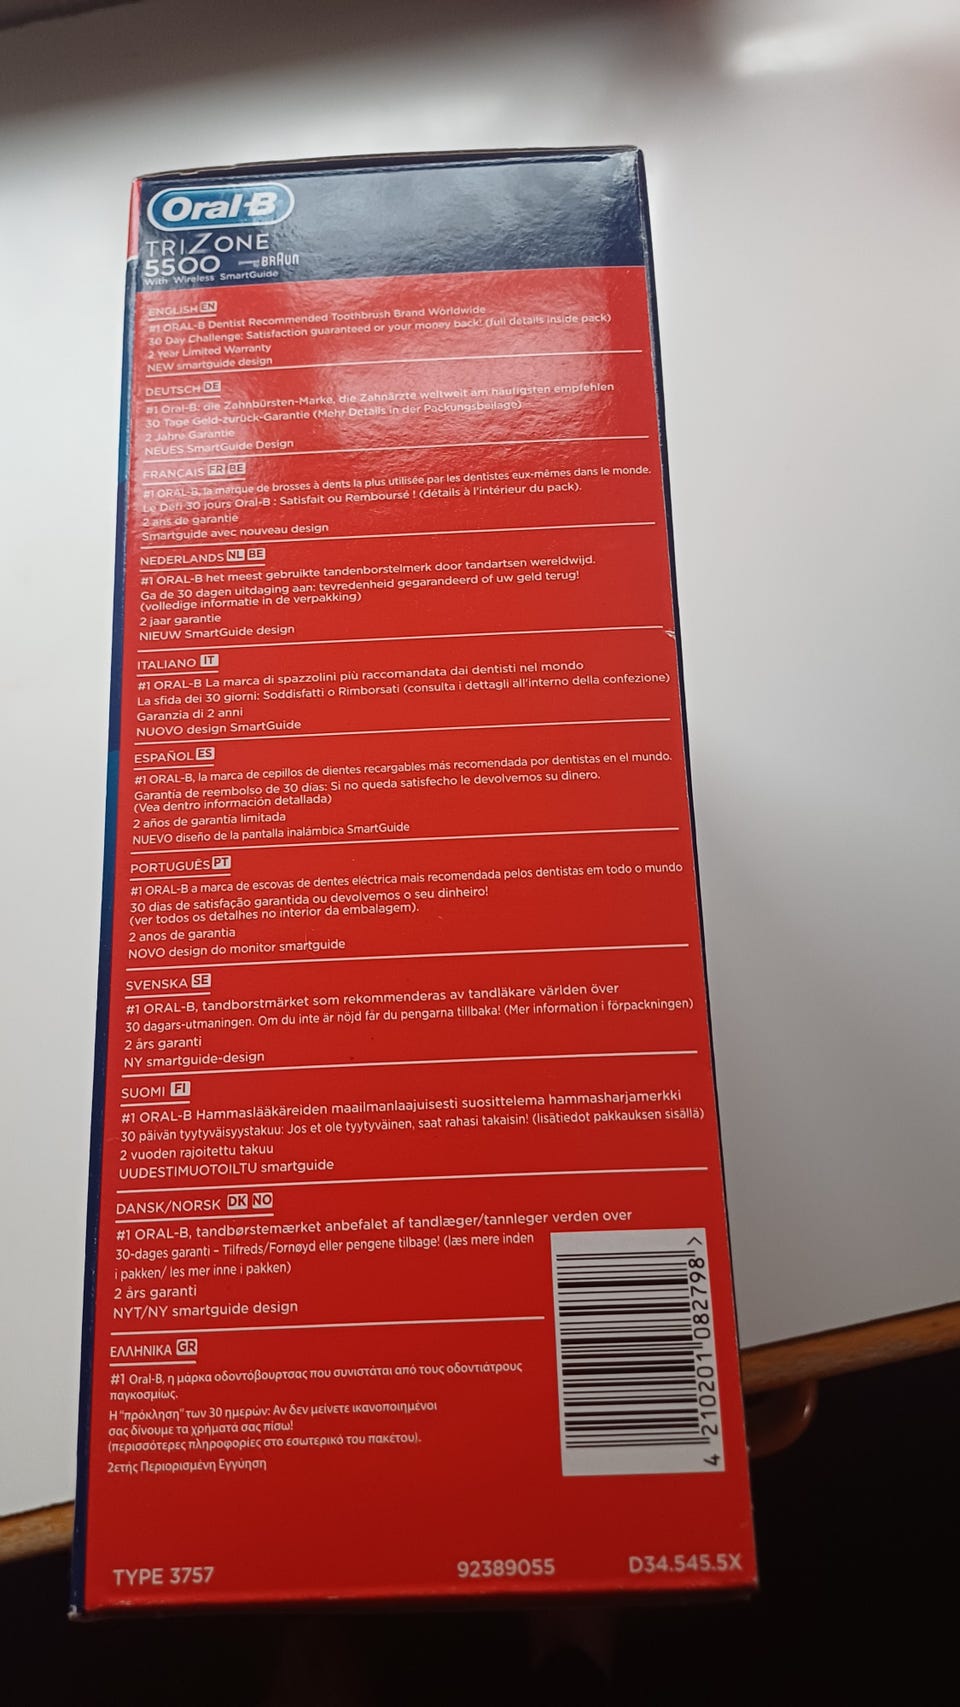 Oral-B
TRIZONE
5500 powered by BRAUN
With Wireless SmartGuide
ENGLISH EN
#1 ORAL-B Dentist Recommended Toothbrush Brand Worldwide
30 Day Challenge: Satisfaction guaranteed or your money back! (full details inside pack)
2 Year Limited Warranty
NEW smartguide design
DEUTSCH DE
#1 Oral-B: die Zahnbürsten-Marke, die Zahnärzte weltweit am häufigsten empfehlen
30 Tage Geld-zurück-Garantie (Mehr Details in der Packungsbeilage)
2 Jahre Garantie
NEUES SmartGuide Design
FRANÇAIS FR BE
#1 ORAL-B, la marque de brosses à dents la plus utilisée par les dentistes eux-mêmes dans le monde.
Le Défi 30 jours Oral-B : Satisfait ou Remboursé ! (détails à l'intérieur du pack).
2 ans de garantie
Smartguide avec nouveau design
NEDERLANDS NL BE
#1 ORAL-B het meest gebruikte tandenborstelmerk door tandartsen wereldwijd.
Ga de 30 dagen uitdaging aan: tevredenheid gegarandeerd of uw geld terug!
(volledige informatie in de verpakking)
2 jaar garantie
NIEUW SmartGuide design
ITALIANO IT
#1 ORAL-B La marca di spazzolini più raccomandata dai dentisti nel mondo
La sfida dei 30 giorni: Soddisfatti o Rimborsati (consulta i dettagli all'interno della confezione)
Garanzia di 2 anni
NUOVO design SmartGuide
ESPAÑOL ES
#1 ORAL-B, la marca de cepillos de dientes recargables más recomendada por dentistas en el mundo.
Garantía de reembolso de 30 días: Si no queda satisfecho le devolvemos su dinero.
(Vea dentro información detallada)
2 años de garantía limitada
NUEVO diseño de la pantalla inalámbica SmartGuide
PORTUGUÊS PT
#1 ORAL-B a marca de escovas de dentes eléctrica mais recomendada pelos dentistas em todo o mundo
30 dias de satisfação garantida ou devolvemos o seu dinheiro!
(ver todos os detalhes no interior da embalagem).
2 anos de garantia
NOVO design do monitor smartguide
SVENSKA SE
#1 ORAL-B, tandborstmärket som rekommenderas av tandläkare världen över
30 dagars-utmaningen. Om du inte är nöjd får du pengarna tillbaka! (Mer information i förpackningen)
2 års garanti
NY smartguide-design
SUOMI FI
#1 ORAL-B Hammaslääkäreiden maailmanlaajuisesti suosittelema hammasharjamerkki
30 päivän tyytyväisyystakuu: Jos et ole tyytyväinen, saat rahasi takaisin! (lisätiedot pakkauksen sisällä)
2 vuoden rajoitettu takuu
UUDESTIMUOTOILTU smartguide
DANSK/NORSK DK NO
#1 ORAL-B, tandbørstemærket anbefalet af tandlæger/tannleger verden over
30-dages garanti – Tilfreds/Fornøyd eller pengene tilbage! (læs mere inden
i pakken/ les mer inne i pakken)
2 års garanti
NYT/NY smartguide design
ΕΛΛΗΝΙΚΑ GR
#1 Oral-B, η μάρκα οδοντόβουρτσας που συνιστάται από τους οδοντιάτρους
παγκοσμίως.
Η "πρόκληση" των 30 ημερών: Αν δεν μείνετε ικανοποιημένοι
σας δίνουμε τα χρήματά σας πίσω!
(περισσότερες πληροφορίες στο εσωτερικό του πακέτου).
2ετής Περιορισμένη Εγγύηση
4 210201 082798 >
TYPE 3757 92389055 D34.545.5X